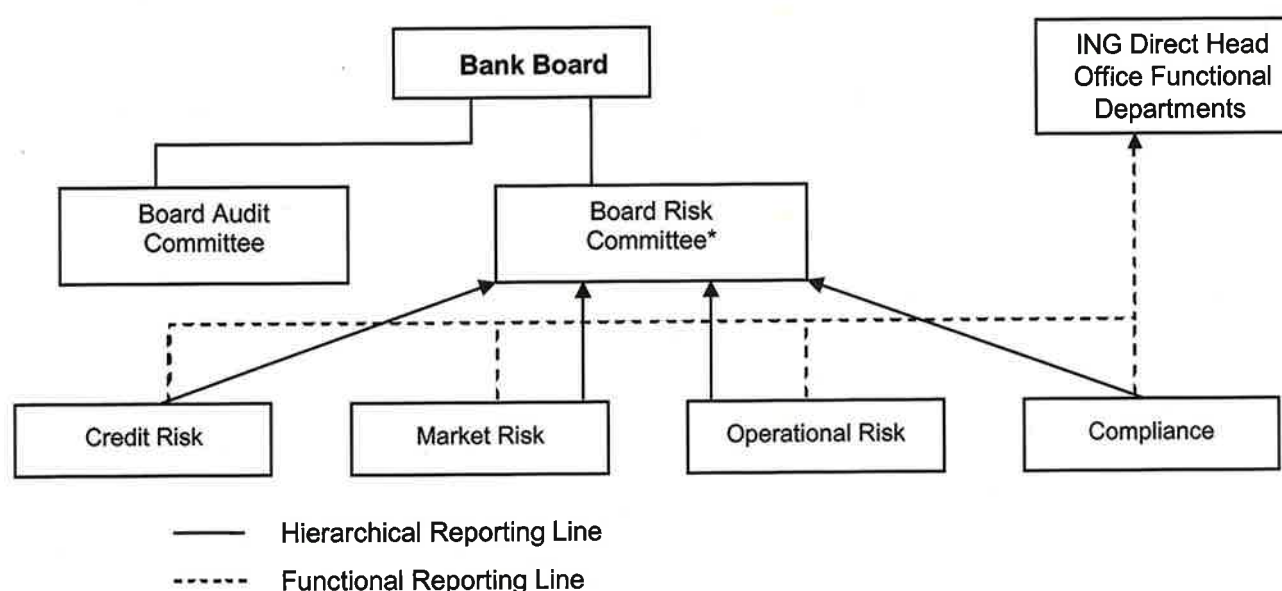 Bank Board
ING Direct Head
Office Functional
Departments
Board Audit
Committee
Board Risk
Committee*
Credit Risk
Market Risk
Operational Risk
Compliance
Hierarchical Reporting Line
Functional Reporting Line